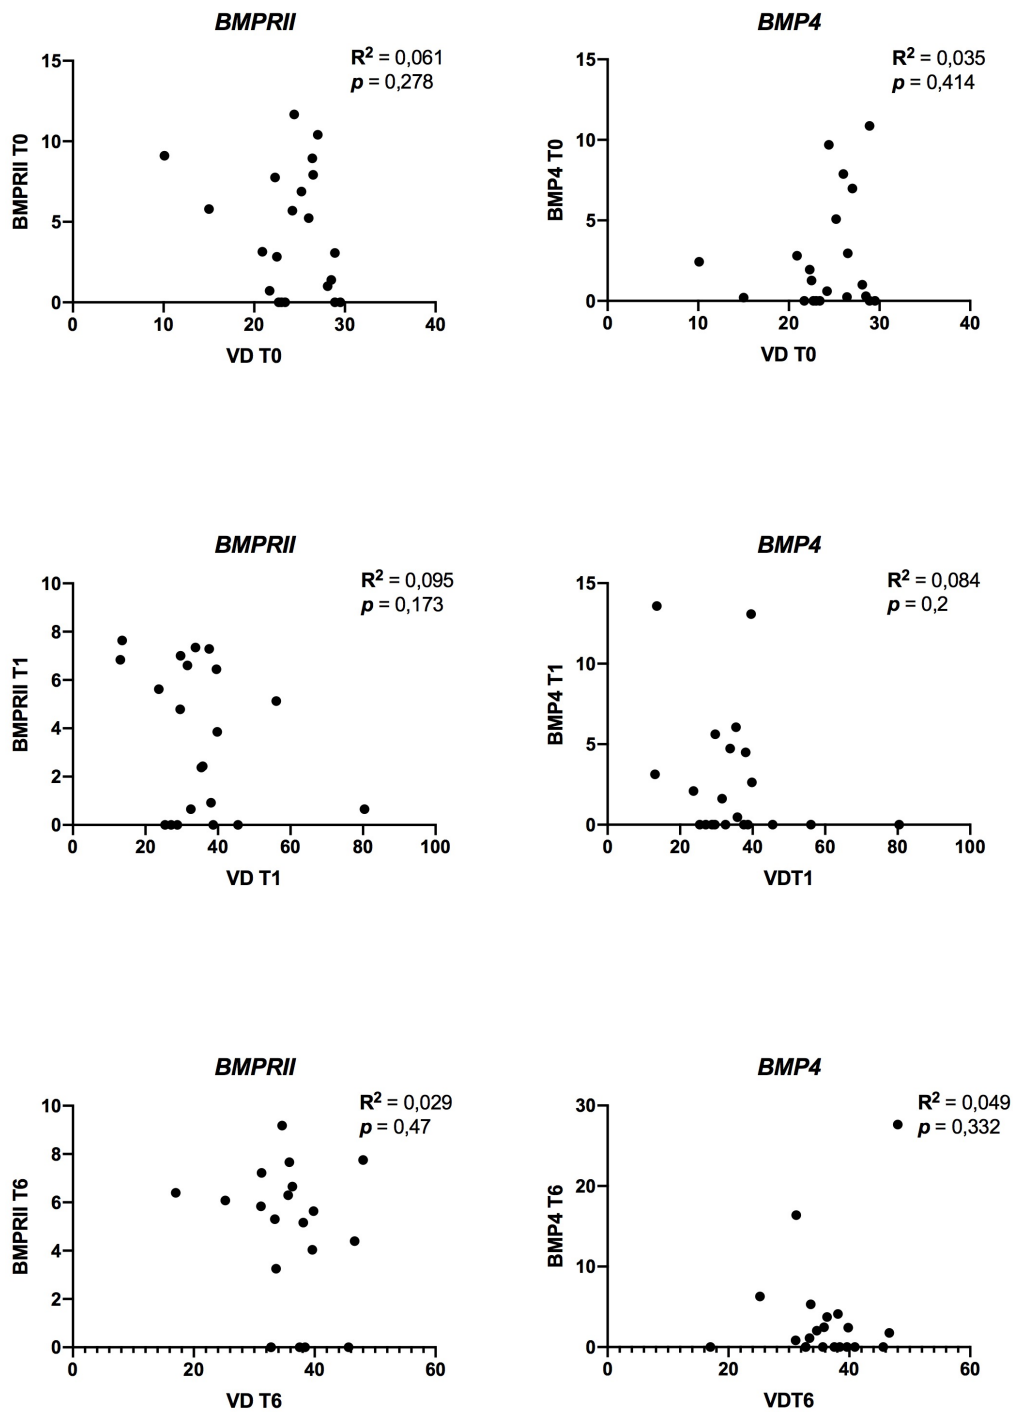 BMPRII
R² = 0,061
p = 0,278
15
10
5
0
BMPRII T0
0 10 20 30 40
VD T0
BMP4
R² = 0,035
p = 0,414
15
10
5
0
BMP4 T0
0 10 20 30 40
VD T0
BMPRII
R² = 0,095
p = 0,173
10
8
6
4
2
0
BMPRII T1
0 20 40 60 80 100
VD T1
BMP4
R² = 0,084
p = 0,2
15
10
5
0
BMP4 T1
0 20 40 60 80 100
VDT1
BMPRII
R² = 0,029
p = 0,47
10
8
6
4
2
0
BMPRII T6
0 20 40 60
VD T6
BMP4
R² = 0,049
p = 0,332
30
20
10
0
BMP4 T6
0 20 40 60
VDT6